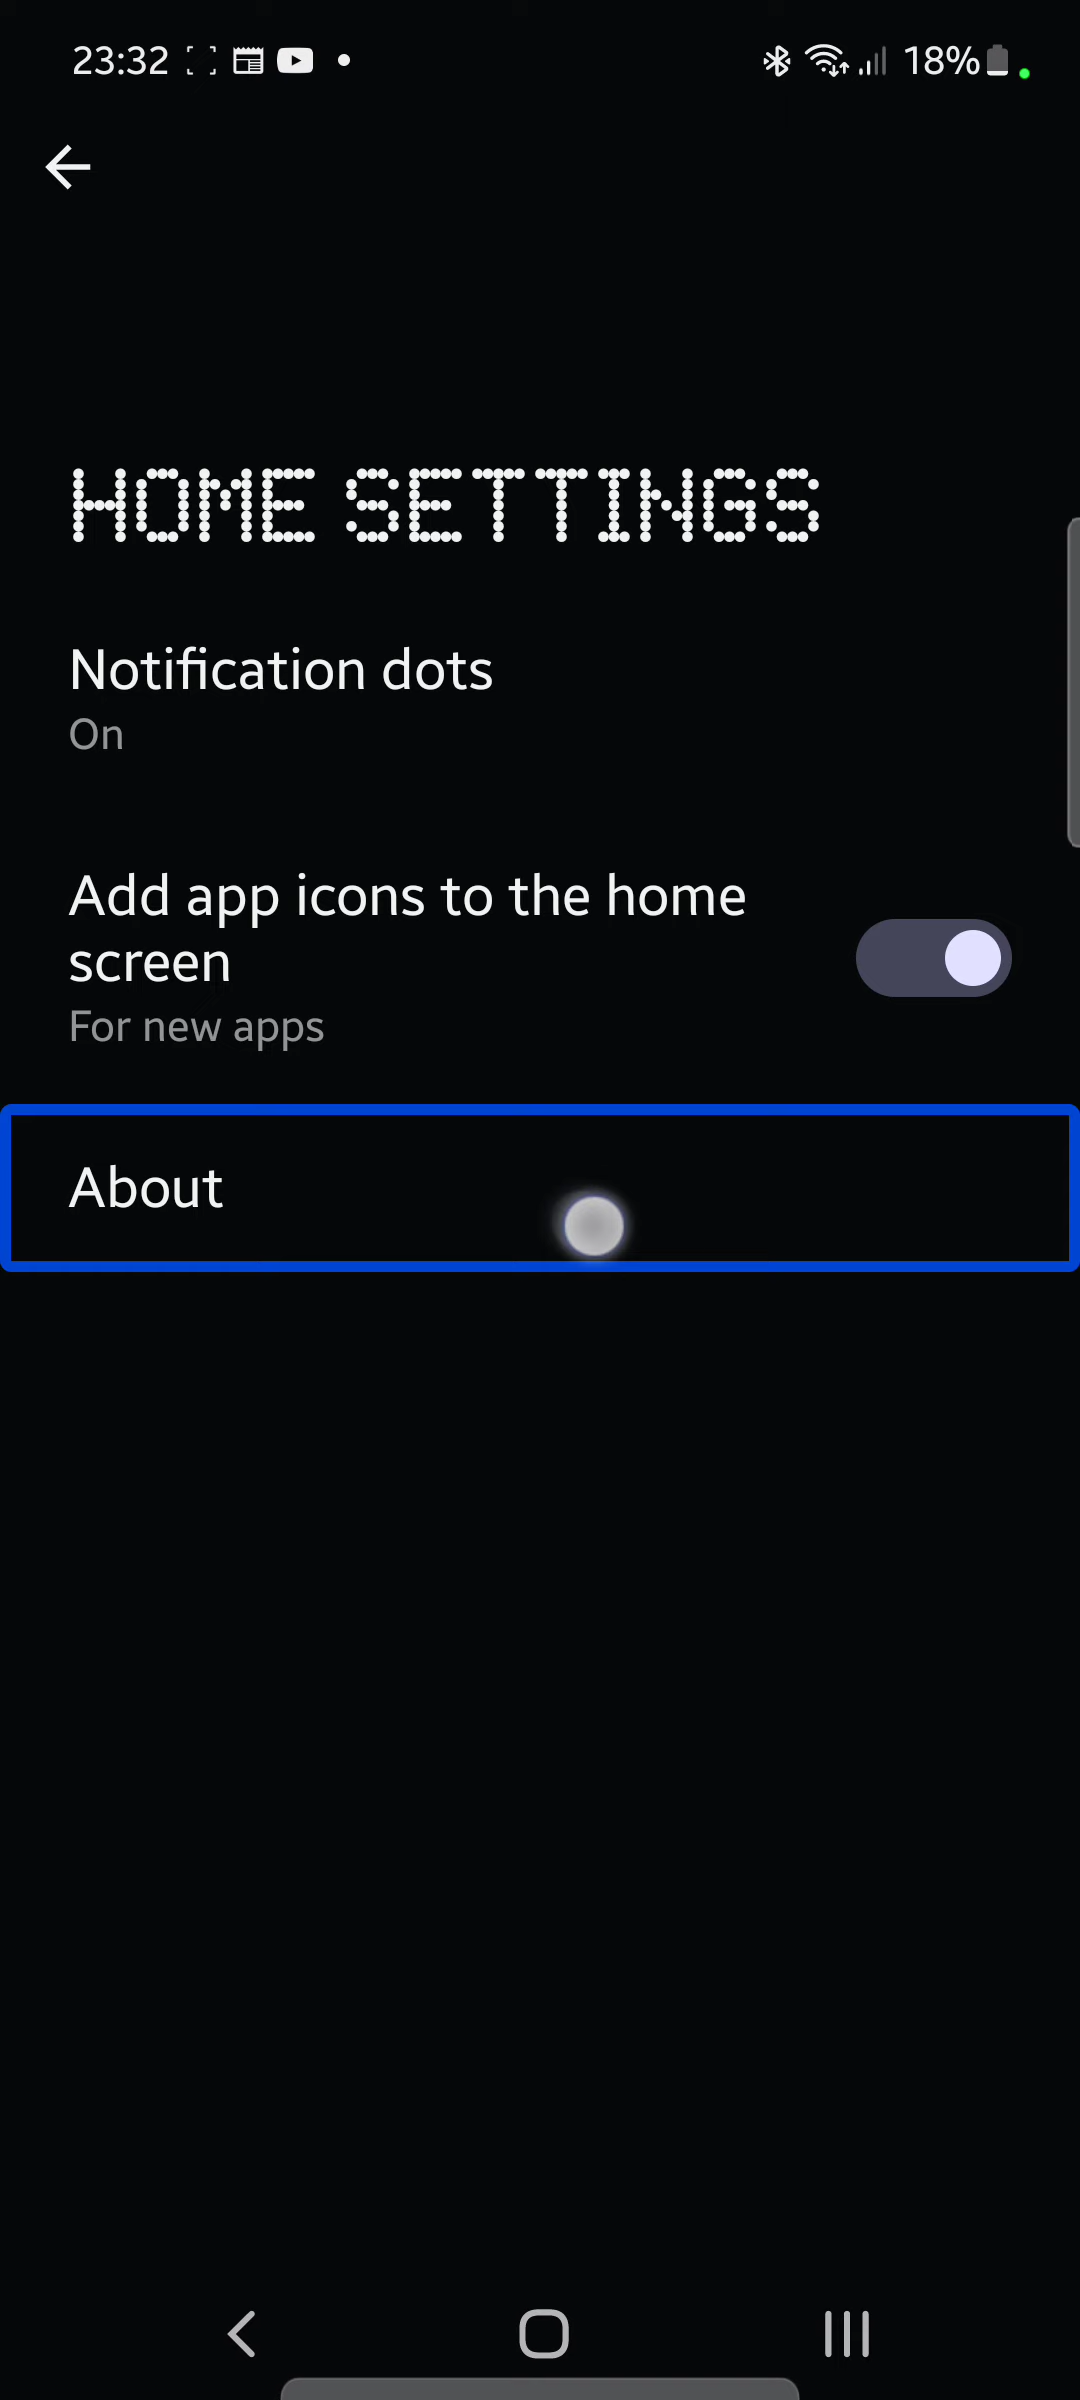 23:32 18%
HOME SETTINGS
Notification dots
On
Add app icons to the home
screen
For new apps
About